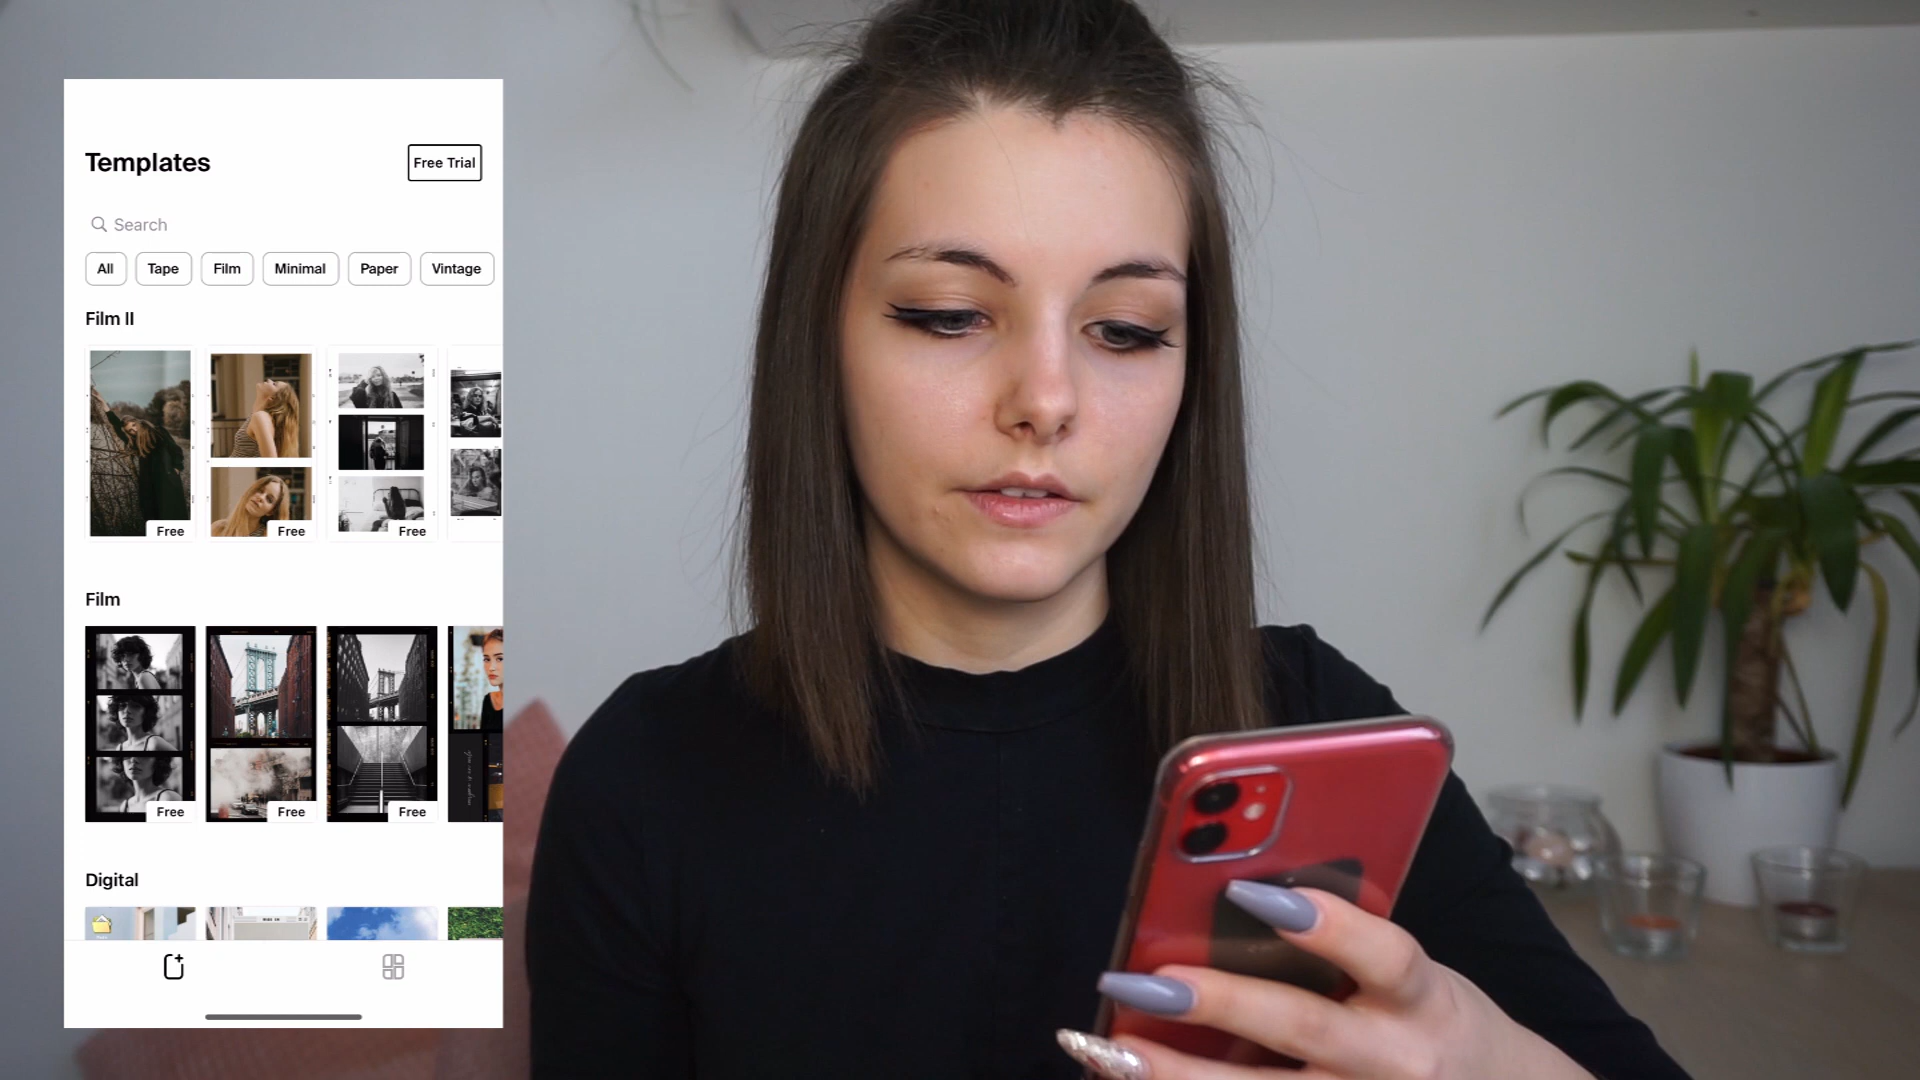 Templates
Free Trial
Search
All
Tape
Film
Minimal
Paper
Vintage
Film II
Free
Free
Free
Film
Free
Free
Free
Digital